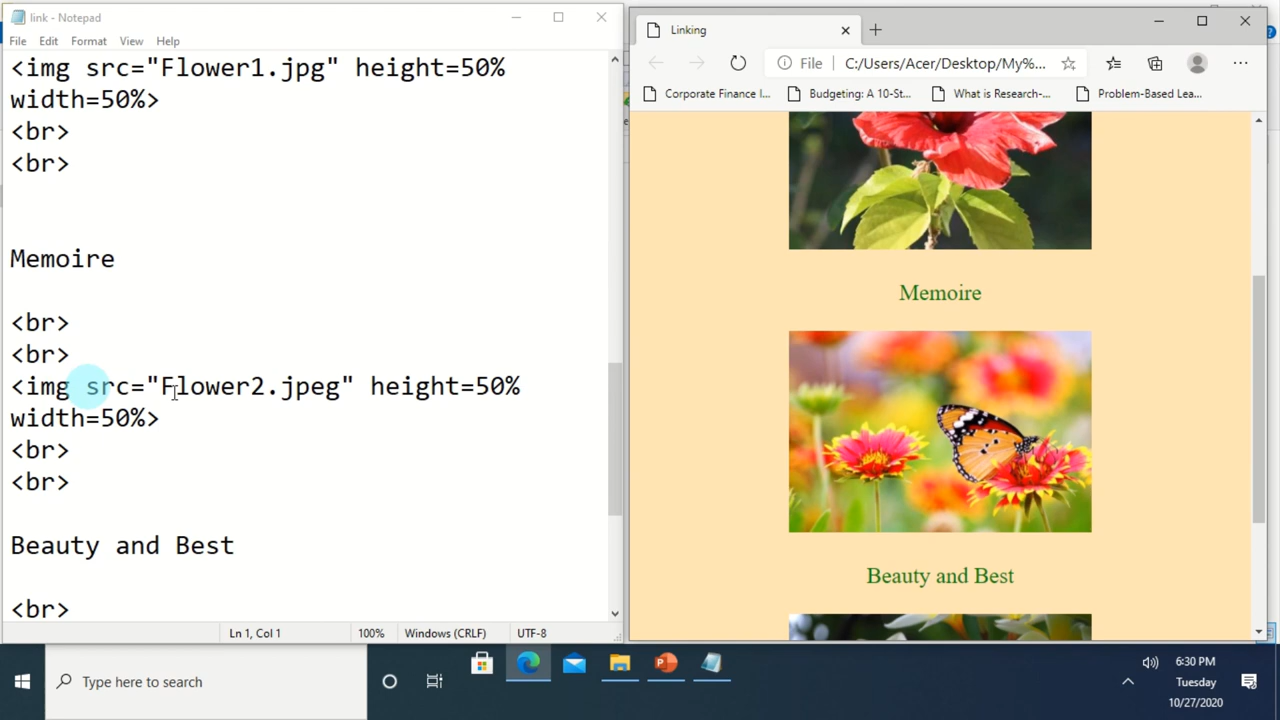 link - Notepad
File Edit Format View Help
<img src="Flower1.jpg" height=50%
width=50%>
<br>
<br>
Memoire
<br>
<br>
<img src="Flower2.jpeg" height=50%
width=50%>
<br>
<br>
Beauty and Best
<br>
Ln 1, Col 1 100% Windows (CRLF) UTF-8
Linking
File C:/Users/Acer/Desktop/My%...
Corporate Finance I... Budgeting: A 10-St... What is Research-... Problem-Based Lea...
Memoire
Beauty and Best
Type here to search
6:30 PM
Tuesday
10/27/2020